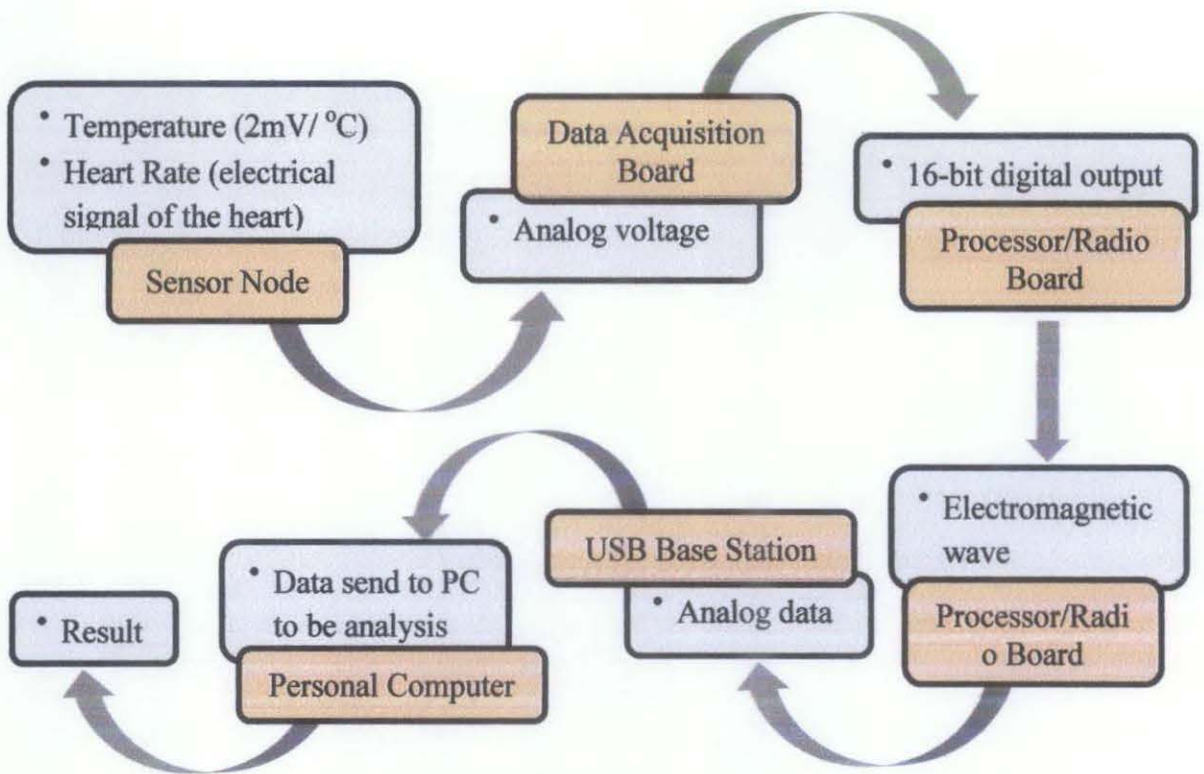 • Temperature (2mV/ °C)
• Heart Rate (electrical
signal of the heart)
Sensor Node
Data Acquisition
Board
• Analog voltage
• 16-bit digital output
Processor/Radio
Board
• Electromagnetic
wave
Processor/Radi
o Board
USB Base Station
• Analog data
• Data send to PC
to be analysis
Personal Computer
• Result